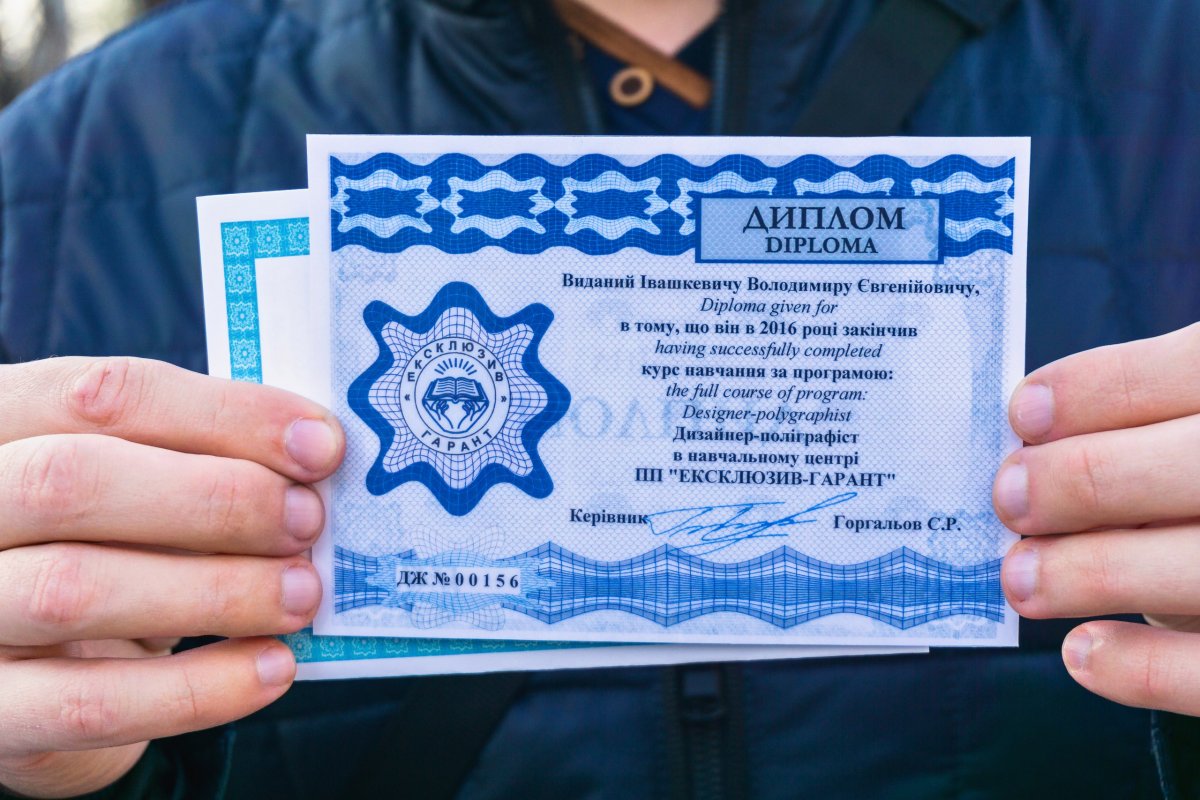 ДИПЛОМ
DIPLOMA
Виданий Івашкевичу Володимиру Євгенійовичу,
Diploma given for
в тому, що він в 2016 році закінчив
having successfully completed
курс навчання за програмою:
the full course of program:
Designer-polygraphist
Дизайнер-поліграфіст
в навчальному центрі
ПП "ЕКСКЛЮЗИВ-ГАРАНТ"
« ЕКСКЛЮЗИВ »
ГАРАНТ
Керівник Горгальов Є.Р.
ДЖ № 00156